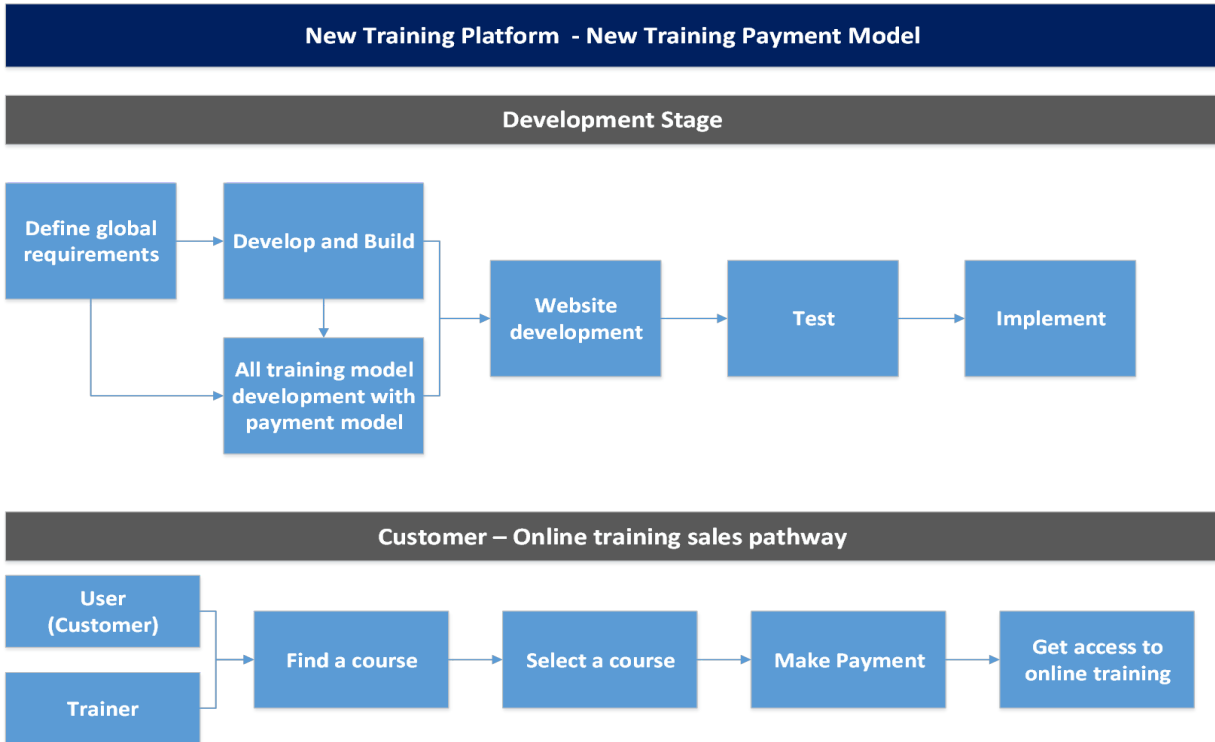 New Training Platform - New Training Payment Model
Development Stage
Define global
requirements
Develop and Build
All training model
development with
payment model
Website
development
Test
Implement
Customer – Online training sales pathway
User
(Customer)
Trainer
Find a course
Select a course
Make Payment
Get access to
online training